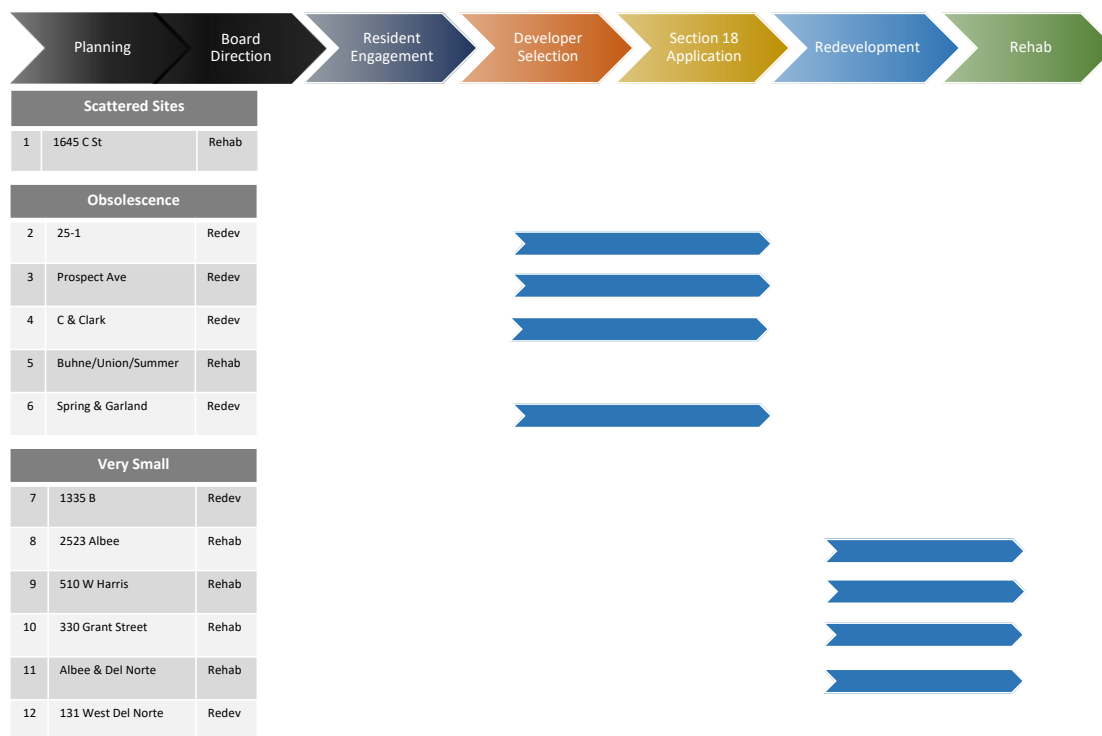 Planning
Board
Direction
Resident
Engagement
Developer
Selection
Section 18
Application
Redevelopment
Rehab
Scattered Sites
1 1645 C St Rehab
Obsolescence
2 25-1 Redev
3 Prospect Ave Redev
4 C & Clark Redev
5 Buhne/Union/Summer Rehab
6 Spring & Garland Redev
Very Small
7 1335 B Redev
8 2523 Albee Rehab
9 510 W Harris Rehab
10 330 Grant Street Rehab
11 Albee & Del Norte Rehab
12 131 West Del Norte Redev